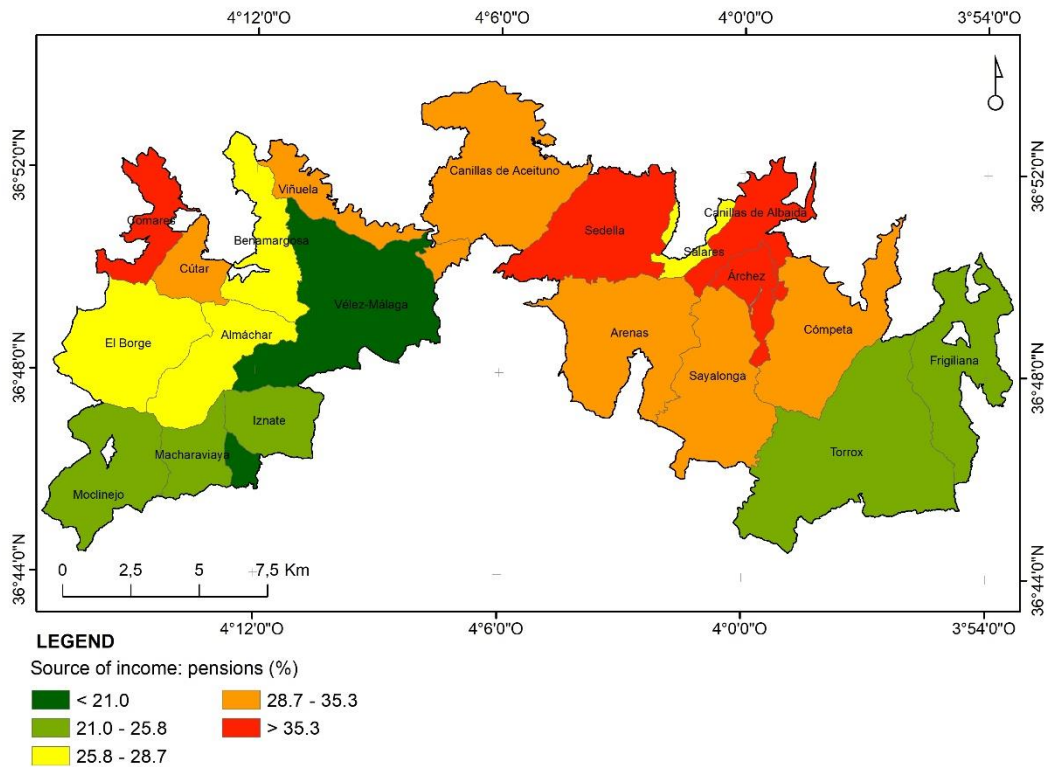 4°12'0"O 4°6'0"O 4°0'0"O 3°54'0"O
36°52'0"N
36°52'0"N
Canillas de Aceituno
Viñuela
Comares
Canillas de Albaida
Benamargosa
Sedella
Salares
Cútar
Árchez
Vélez-Málaga
Arenas
Cómpeta
Almáchar
El Borge
Frigiliana
36°48'0"N
36°48'0"N
Sayalonga
Iznate
Macharaviaya
Torrox
Moclinejo
36°44'0"N
36°44'0"N
0 2,5 5 7,5 Km
4°12'0"O 4°6'0"O 4°0'0"O 3°54'0"O
LEGEND
Source of income: pensions (%)
< 21.0
21.0 - 25.8
25.8 - 28.7
28.7 - 35.3
> 35.3